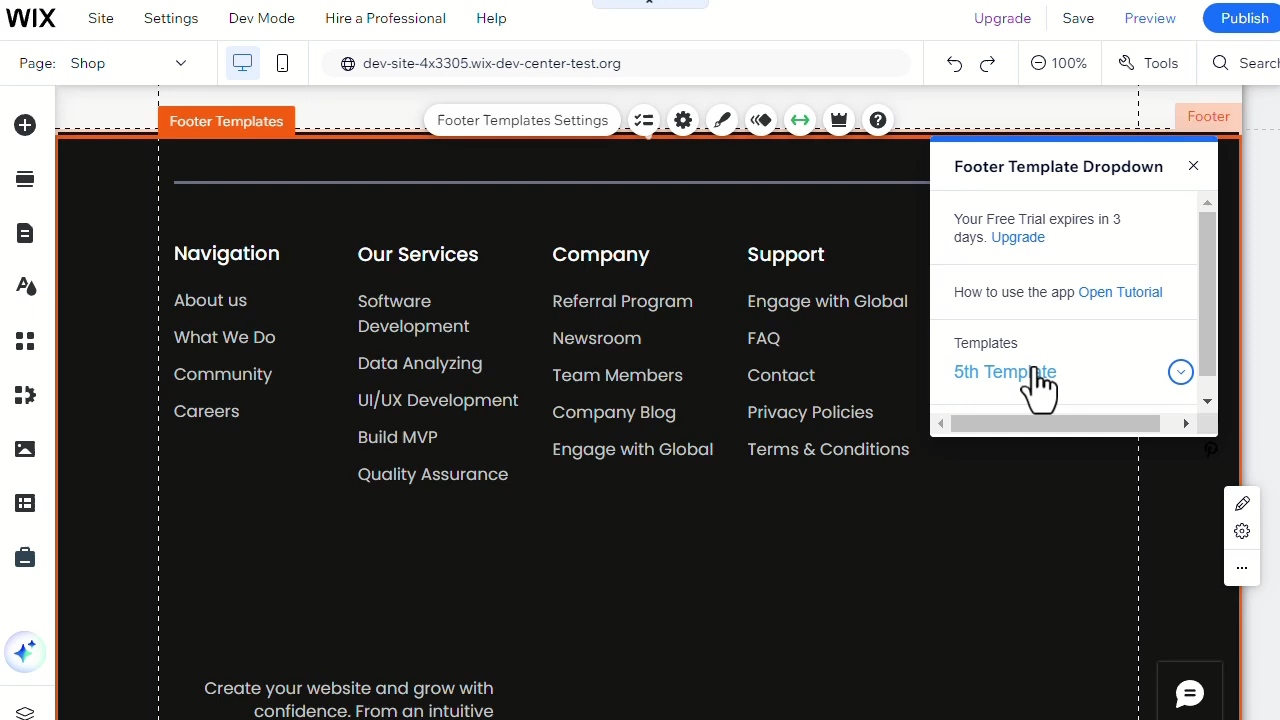 WIX Site Settings Dev Mode Hire a Professional Help Upgrade Save Preview Publish
Page: Shop dev-site-4x3305.wix-dev-center-test.org 100% Tools
Footer Templates Footer Templates Settings Footer
Footer Template Dropdown
Your Free Trial expires in 3
days. Upgrade
How to use the app Open Tutorial
Templates
5th Template
Navigation
About us
What We Do
Community
Careers
Our Services
Software
Development
Data Analyzing
UI/UX Development
Build MVP
Quality Assurance
Company
Referral Program
Newsroom
Team Members
Company Blog
Engage with Global
Support
Engage with Global
FAQ
Contact
Privacy Policies
Terms & Conditions
Create your website and grow with
confidence. From an intuitive